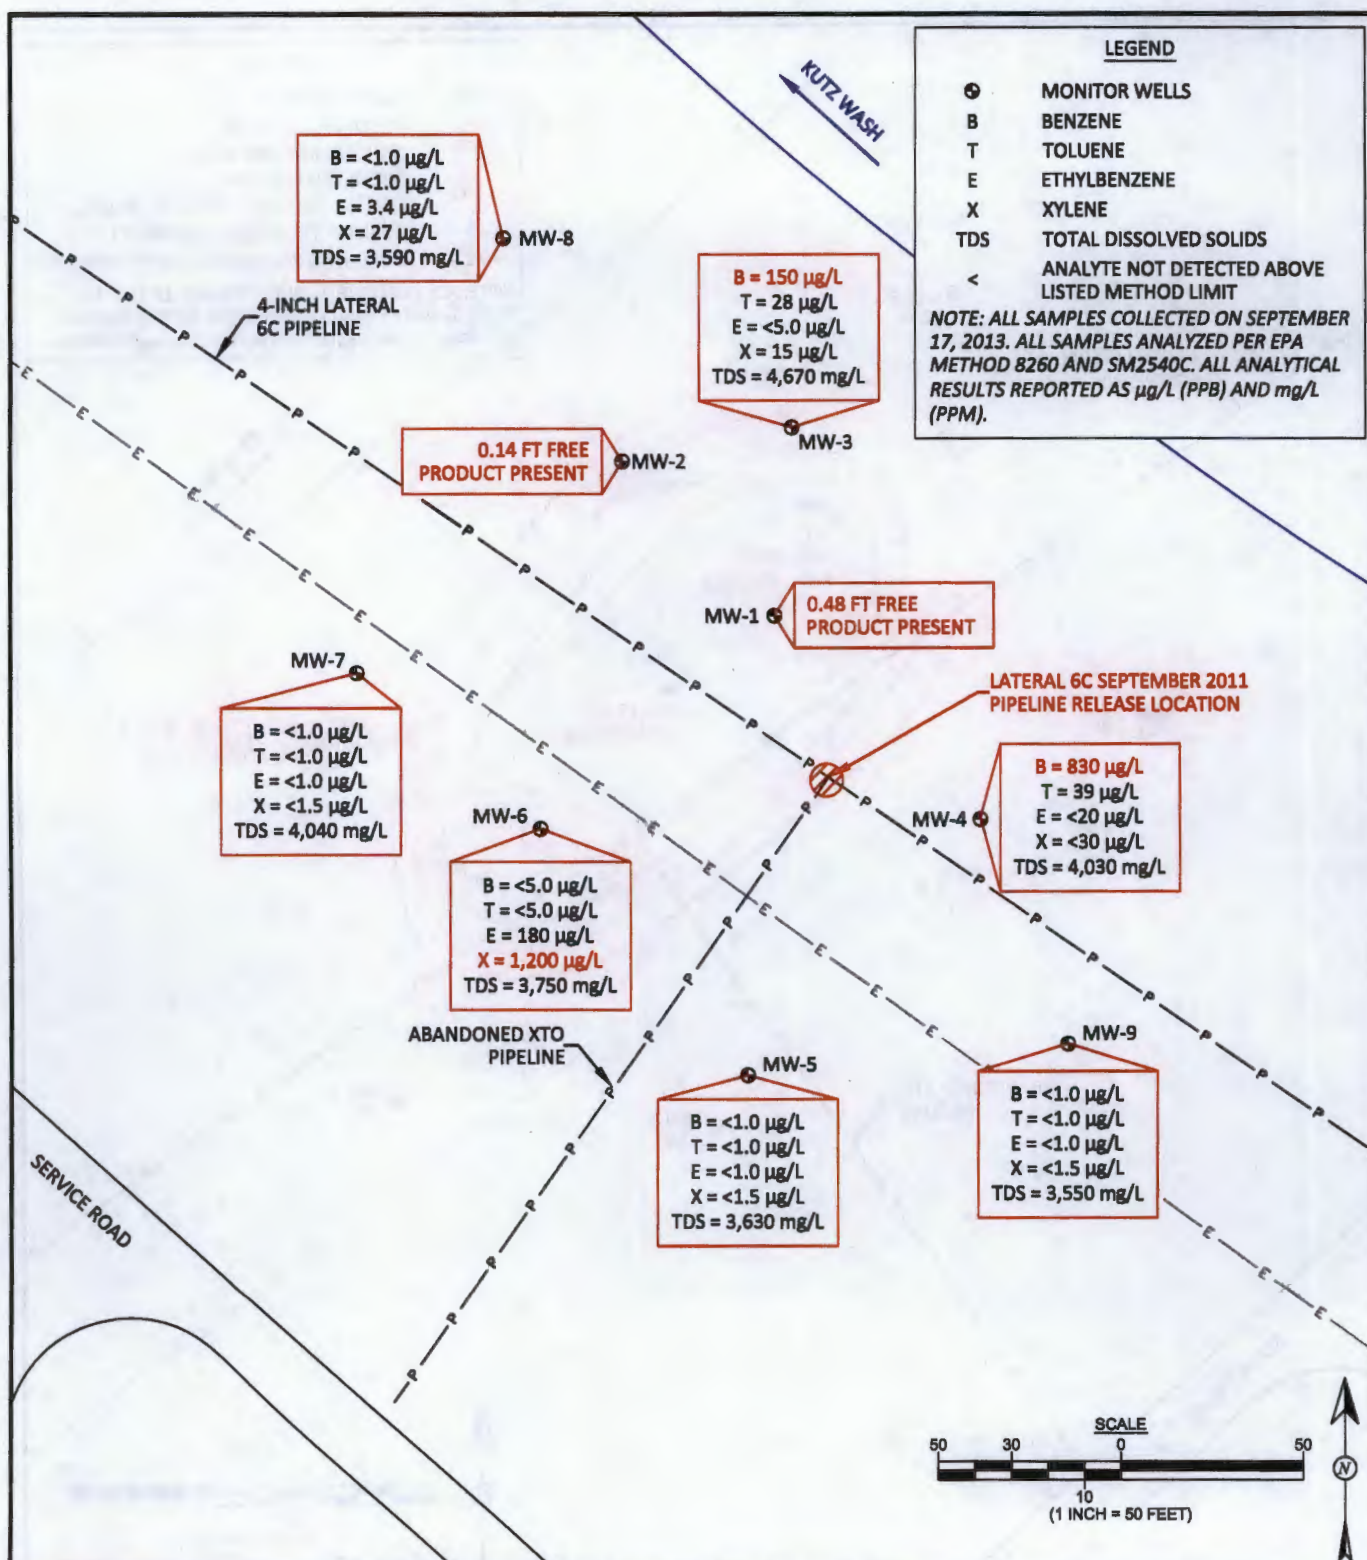 LEGEND
MONITOR WELLS
B BENZENE
T TOLUENE
E ETHYLBENZENE
X XYLENE
TDS TOTAL DISSOLVED SOLIDS
< ANALYTE NOT DETECTED ABOVE
LISTED METHOD LIMIT
NOTE: ALL SAMPLES COLLECTED ON SEPTEMBER
17, 2013. ALL SAMPLES ANALYZED PER EPA
METHOD 8260 AND SM2540C. ALL ANALYTICAL
RESULTS REPORTED AS µg/L (PPB) AND mg/L
(PPM).
KUTZ WASH
B = <1.0 µg/L
T = <1.0 µg/L
E = 3.4 µg/L
X = 27 µg/L
TDS = 3,590 mg/L
MW-8
4-INCH LATERAL
6C PIPELINE
B = 150 µg/L
T = 28 µg/L
E = <5.0 µg/L
X = 15 µg/L
TDS = 4,670 mg/L
MW-3
0.14 FT FREE
PRODUCT PRESENT
MW-2
MW-1
0.48 FT FREE
PRODUCT PRESENT
LATERAL 6C SEPTEMBER 2011
PIPELINE RELEASE LOCATION
MW-7
B = <1.0 µg/L
T = <1.0 µg/L
E = <1.0 µg/L
X = <1.5 µg/L
TDS = 4,040 mg/L
MW-4
B = 830 µg/L
T = 39 µg/L
E = <20 µg/L
X = <30 µg/L
TDS = 4,030 mg/L
MW-6
B = <5.0 µg/L
T = <5.0 µg/L
E = 180 µg/L
X = 1,200 µg/L
TDS = 3,750 mg/L
ABANDONED XTO
PIPELINE
MW-5
B = <1.0 µg/L
T = <1.0 µg/L
E = <1.0 µg/L
X = <1.5 µg/L
TDS = 3,630 mg/L
MW-9
B = <1.0 µg/L
T = <1.0 µg/L
E = <1.0 µg/L
X = <1.5 µg/L
TDS = 3,550 mg/L
SERVICE ROAD
SCALE
50 30 0 50
10
(1 INCH = 50 FEET)
N